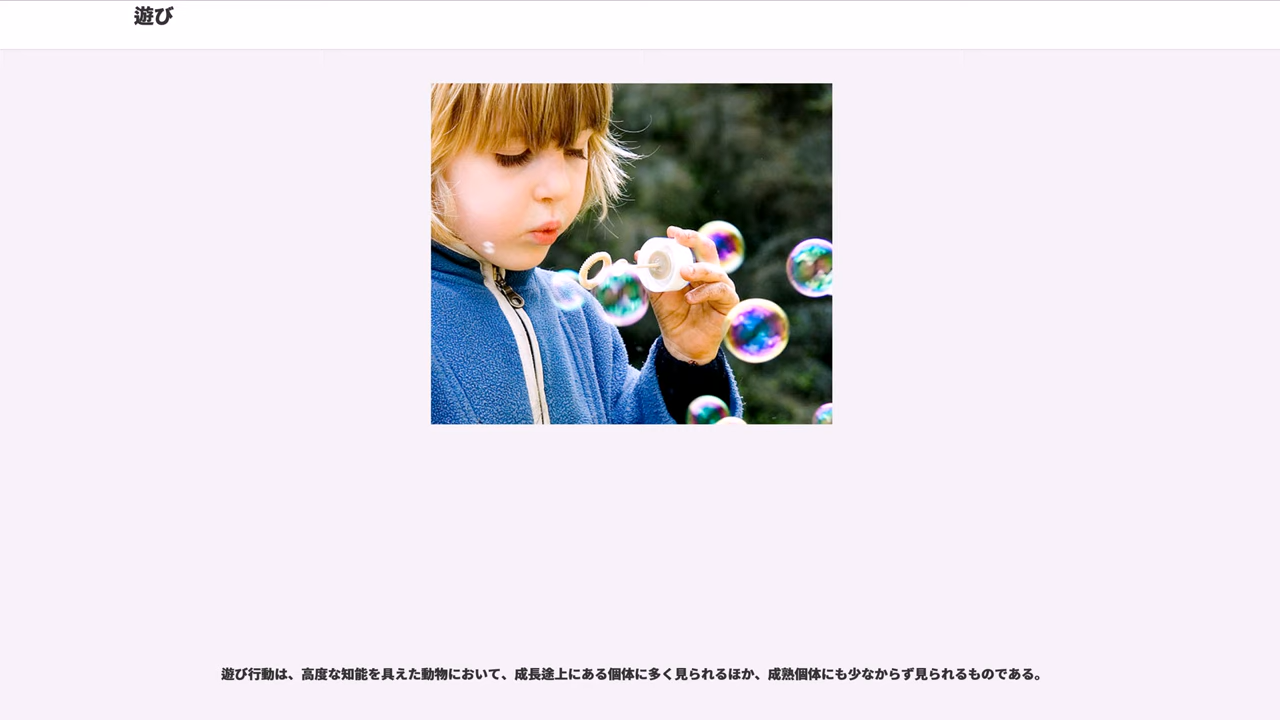 遊び
遊び行動は、高度な知能を具えた動物において、成長途上にある個体に多く見られるほか、成熟個体にも少なからず見られるものである。